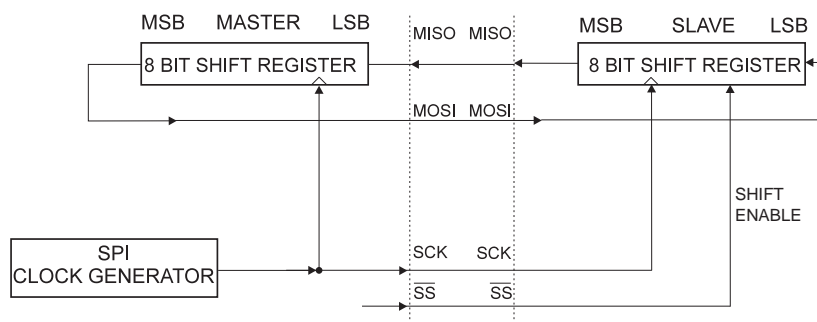 MSB MASTER LSB MISO MISO MSB SLAVE LSB
8 BIT SHIFT REGISTER 8 BIT SHIFT REGISTER
MOSI MOSI
SHIFT
ENABLE
SPI
CLOCK GENERATOR
SCK SCK
SS SS